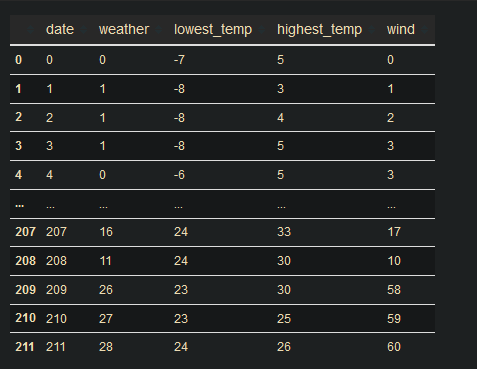 date weather lowest_temp highest_temp wind
0 0 0 -7 5 0
1 1 1 -8 3 1
2 2 1 -8 4 2
3 3 1 -8 5 3
4 4 0 -6 5 3
... ... ... ... ... ...
207 207 16 24 33 17
208 208 11 24 30 10
209 209 26 23 30 58
210 210 27 23 25 59
211 211 28 24 26 60